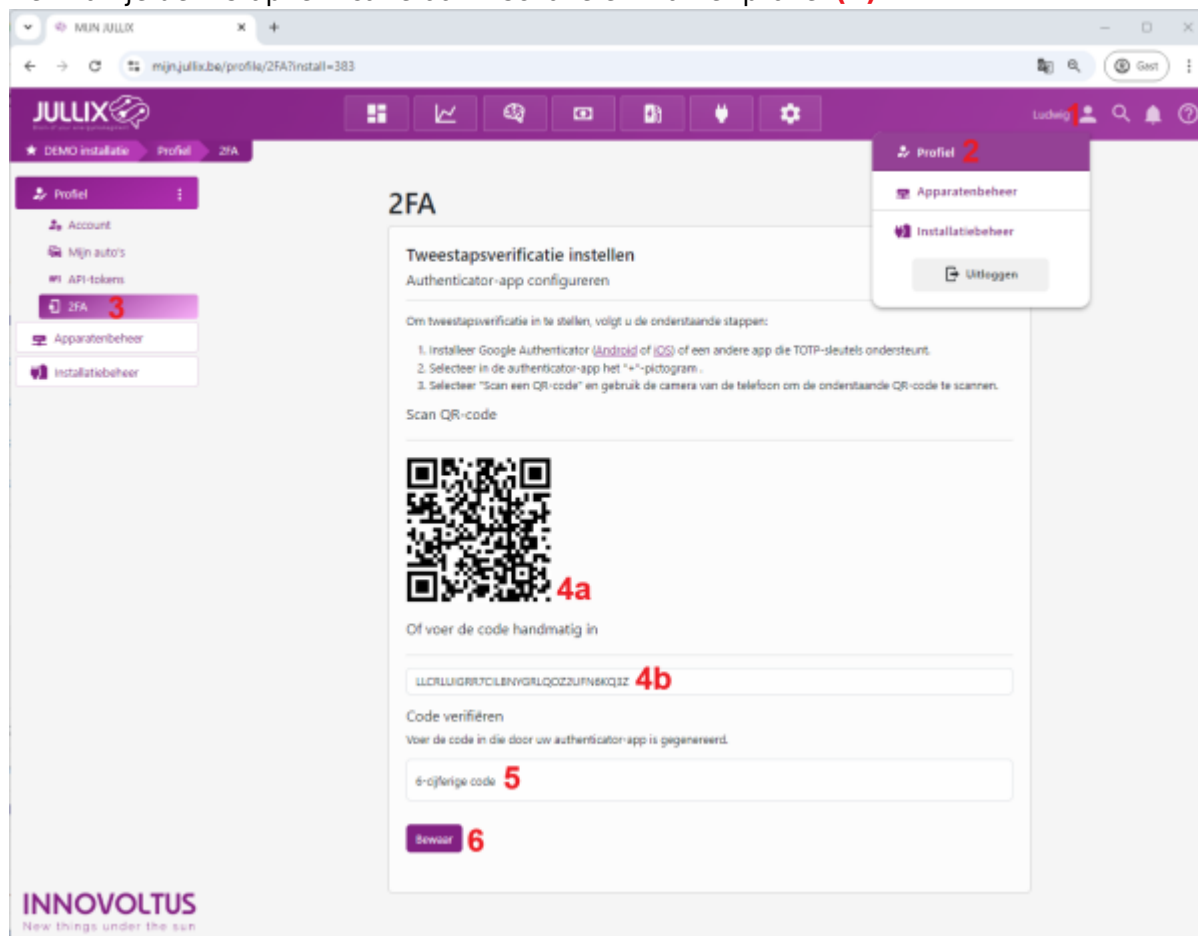 MIJN JULLIX
mijn.jullix.be/profile/2FA?install=383
Gast
JULLIX
Ludwig 1
DEMO installatie Profiel 2FA
Profiel 2
Apparatenbeheer
Installatiebeheer
Uitloggen
Profiel
Account
Mijn auto's
API-tokens
2FA 3
Apparatenbeheer
Installatiebeheer
2FA
Tweestapsverificatie instellen
Authenticator-app configureren
Om tweestapsverificatie in te stellen, volgt u de onderstaande stappen:
1. Installeer Google Authenticator (Android of iOS) of een andere app die TOTP-sleutels ondersteunt.
2. Selecteer in de authenticator-app het "+"-pictogram .
3. Selecteer "Scan een QR-code" en gebruik de camera van de telefoon om de onderstaande QR-code te scannen.
Scan QR-code
4a
Of voer de code handmatig in
4b
Code verifiëren
Voer de code in die door uw authenticator-app is gegenereerd.
6-cijferige code 5
Bewaar 6
INNOVOLTUS
New things under the sun